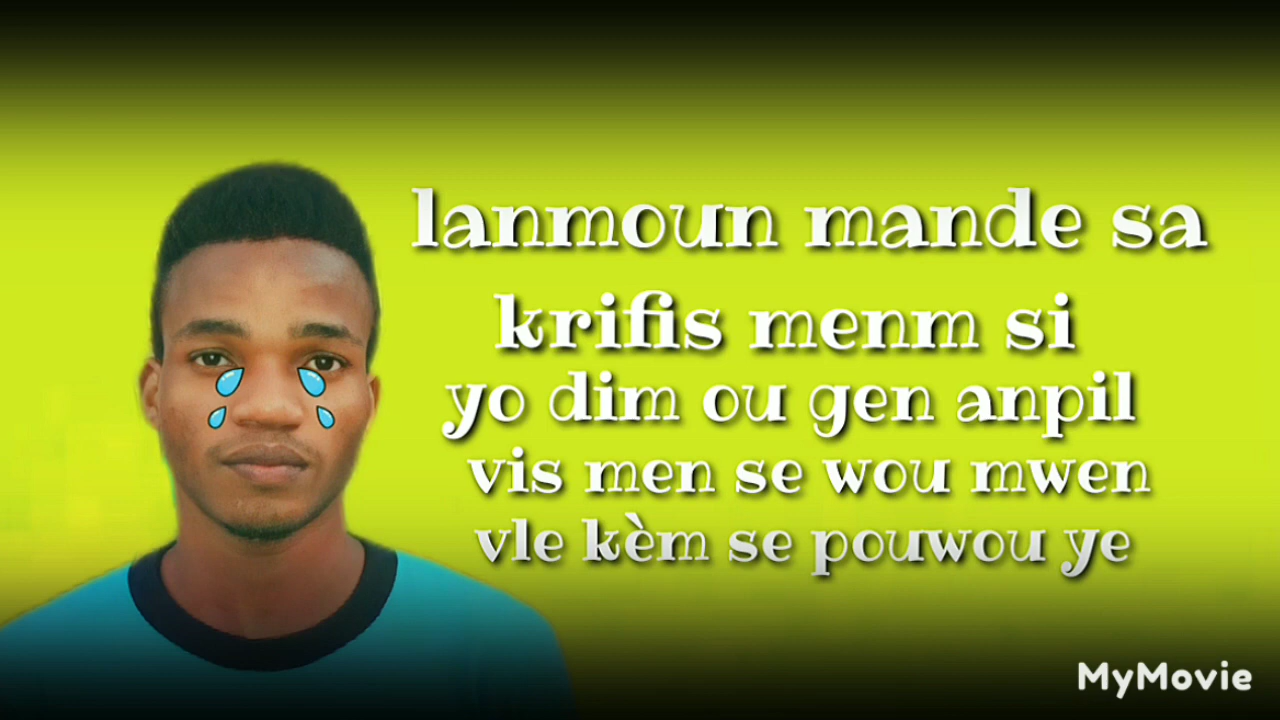 lanmoun mande sa
krifis menm si
yo dim ou gen anpil
vis men se wou mwen
vle kèm se pouwou ye
MyMovie